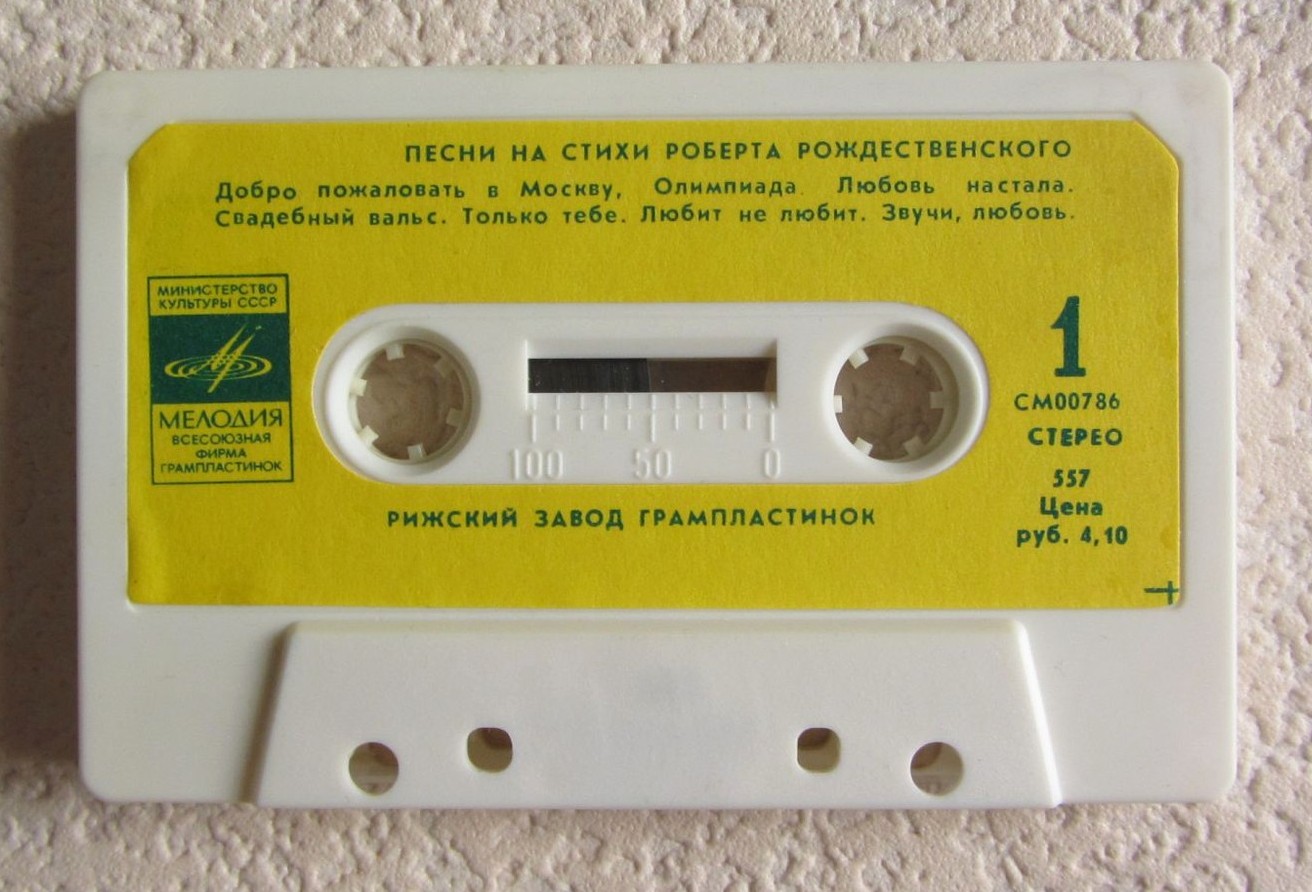 ПЕСНИ НА СТИХИ РОБЕРТА РОЖДЕСТВЕНСКОГО
Добро пожаловать в Москву, Олимпиада. Любовь настала.
Свадебный вальс. Только тебе. Любит не любит. Звучи, любовь.
МИНИСТЕРСТВО
КУЛЬТУРЫ СССР
МЕЛОДИЯ
ВСЕСОЮЗНАЯ
ФИРМА
ГРАМПЛАСТИНОК
100 50 0
1
СМ00786
СТЕРЕО
557
Цена
руб. 4,10
РИЖСКИЙ ЗАВОД ГРАМПЛАСТИНОК